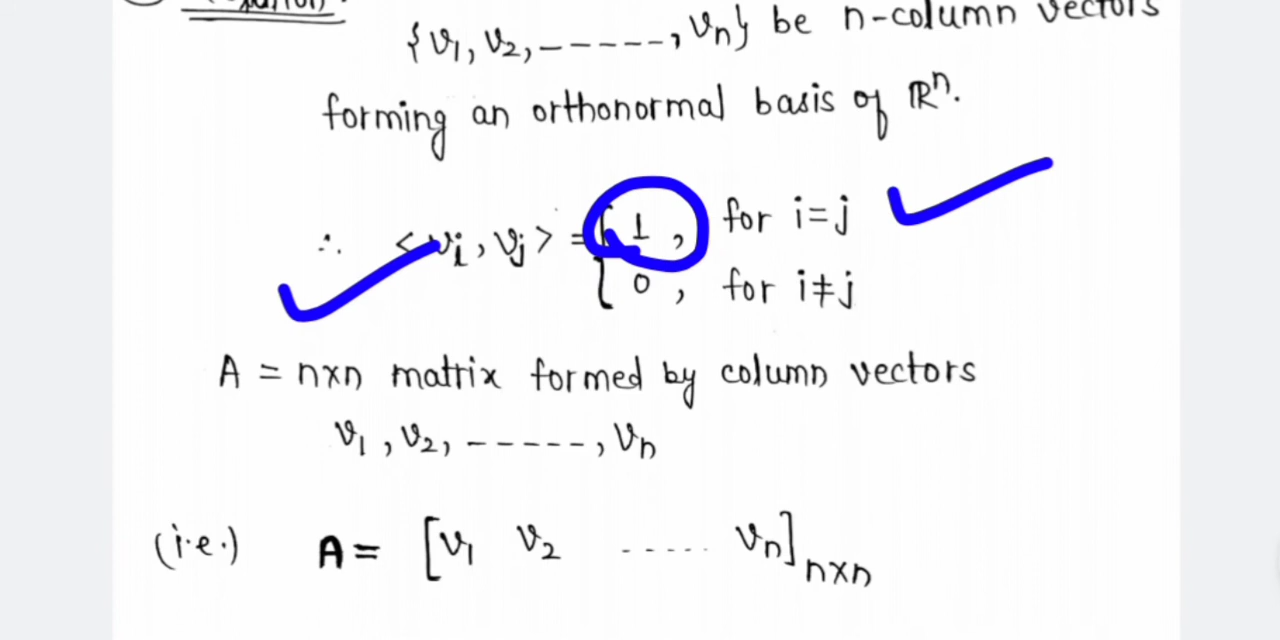 {v₁, v₂, ------, vₙ} be n-column vectors
forming an orthonormal basis of ℝⁿ.
∴ <vᵢ, vⱼ> = { 1, for i=j
0, for i≠j
A = n×n matrix formed by column vectors
v₁, v₂, ------, vₙ
(i.e.) A = [v₁ v₂ ..... vₙ]ₙₓₙ